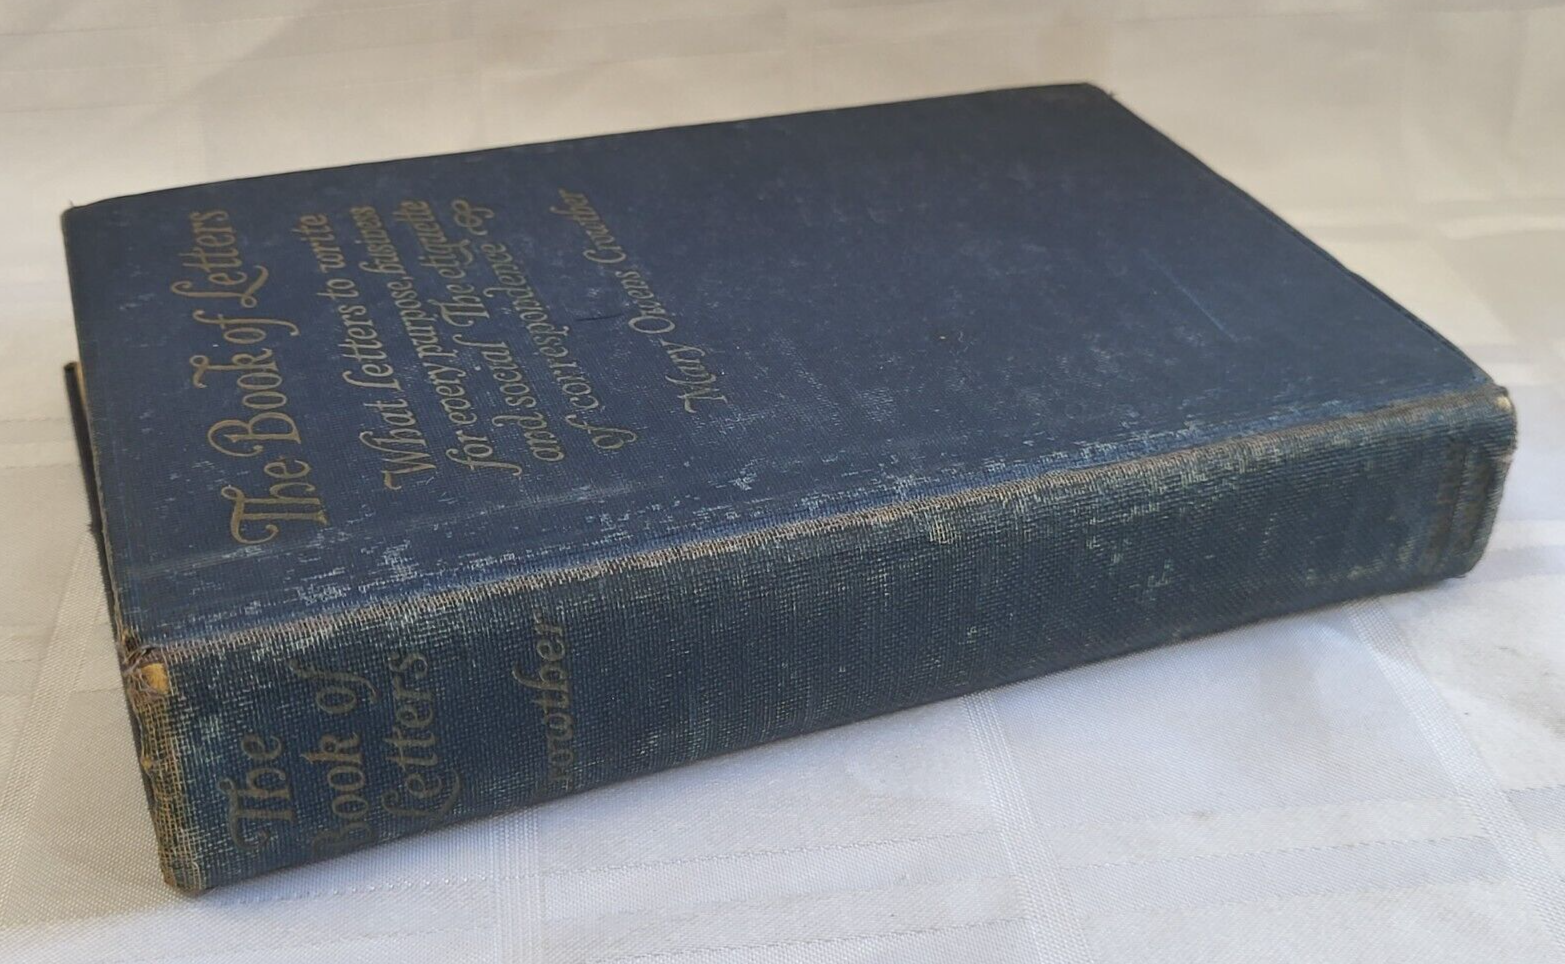 The Book of Letters
What Letters to write
for every purpose, business
and social The etiquette
of correspondence &
Mary Owens Crowther
The
Book of
Letters
Crowther